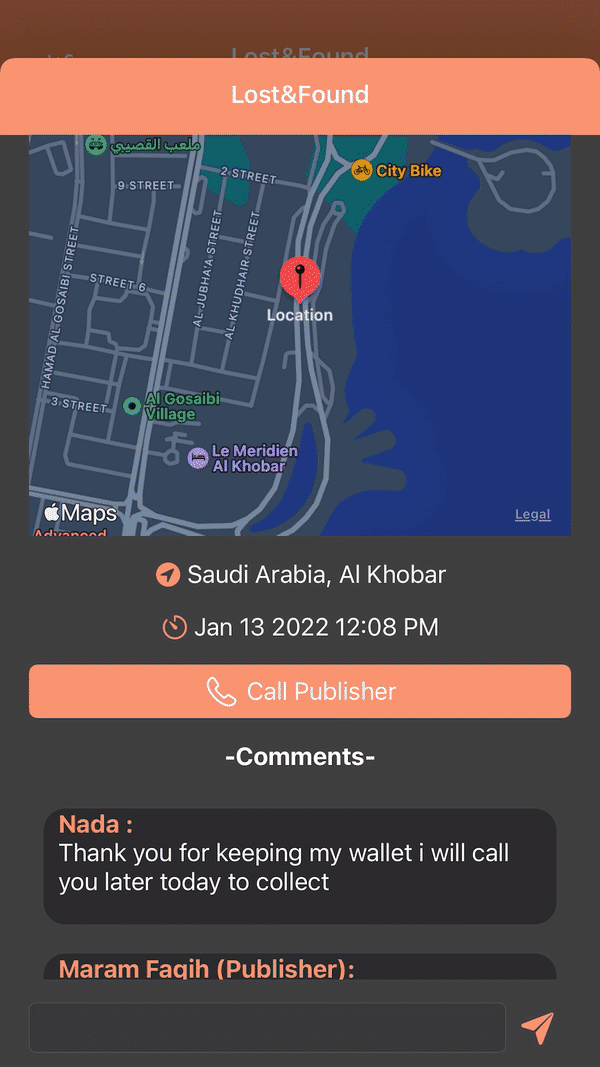 Lost&Found
Lost&Found
ملعب القصيبي
2 STREET
City Bike
9 STREET
HAMAD AL GOSAIBI STREET
AL JUBHA'A STREET
AL KHUDHAIR STREET
STREET 6
Location
3 STREET
Al Gosaibi
Village
Le Meridien
Al Khobar
Maps
Legal
Advanced
Saudi Arabia, Al Khobar
Jan 13 2022 12:08 PM
Call Publisher
-Comments-
Nada :
Thank you for keeping my wallet i will call
you later today to collect
Maram Faqih (Publisher):